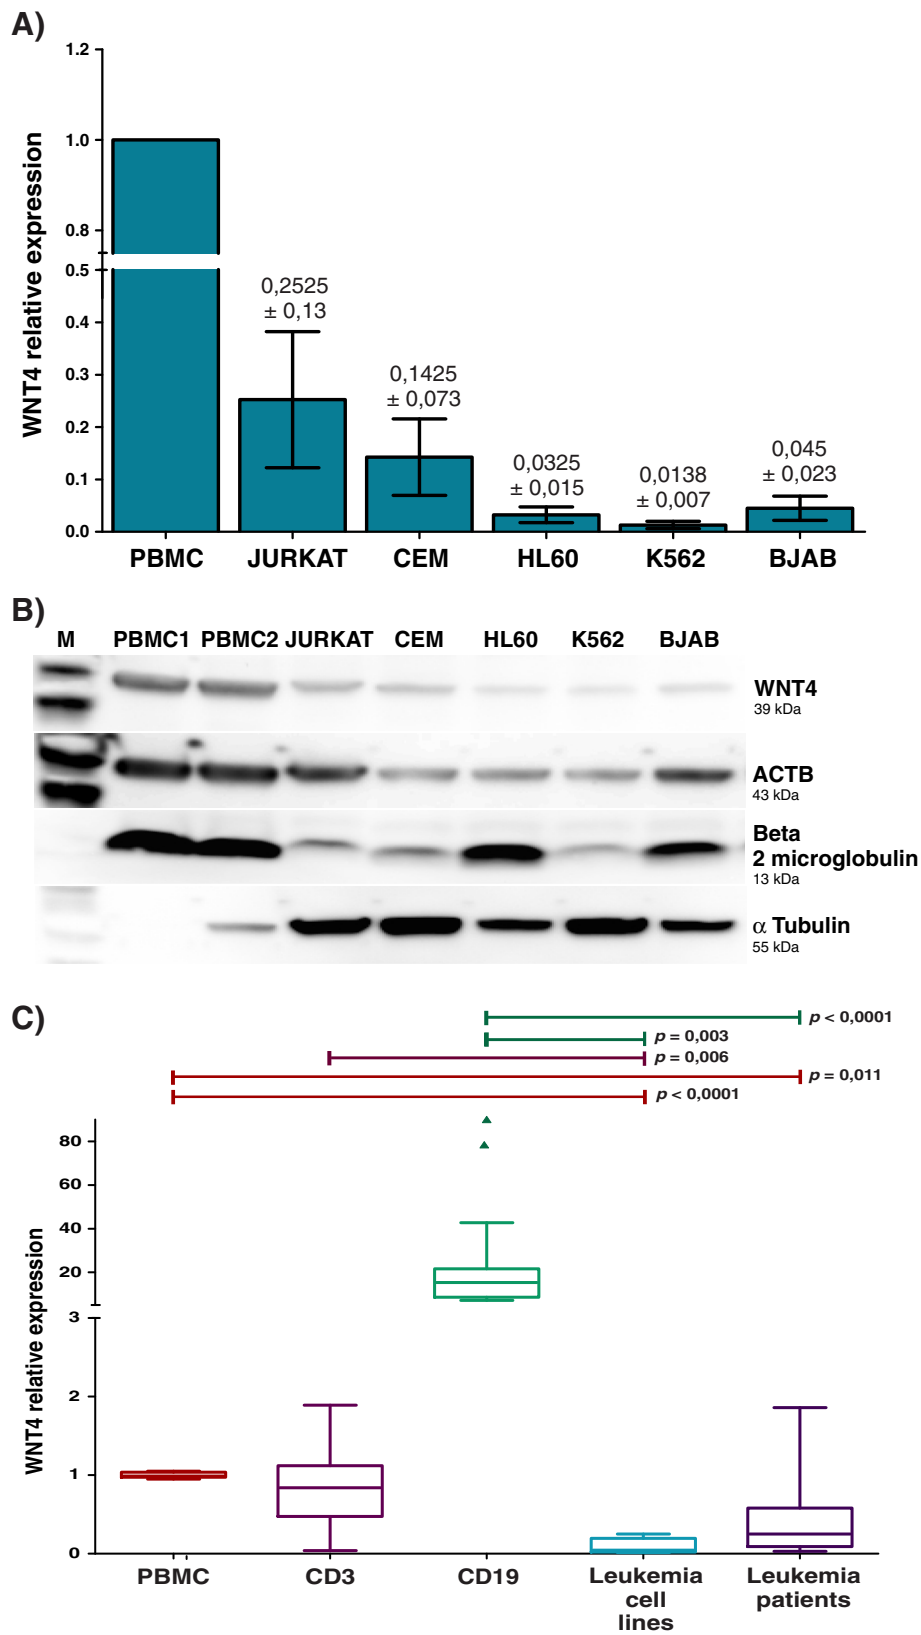 A)
WNT4 relative expression
1.2
1.0
0.8
0.5
0.4
0.3
0.2
0.1
0.0
0,2525
± 0,13
0,1425
± 0,073
0,0325
± 0,015
0,0138
± 0,007
0,045
± 0,023
PBMC JURKAT CEM HL60 K562 BJAB
B)
M PBMC1 PBMC2 JURKAT CEM HL60 K562 BJAB
WNT4
39 kDa
ACTB
43 kDa
Beta
2 microglobulin
13 kDa
α Tubulin
55 kDa
C)
p < 0,0001
p = 0,003
p = 0,006
p = 0,011
p < 0,0001
WNT4 relative expression
80
60
40
20
3
2
1
0
PBMC CD3 CD19 Leukemia cell lines Leukemia patients